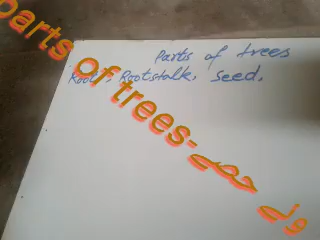 Parts of trees
Root, Rootstalk, Seed.
parts of trees-